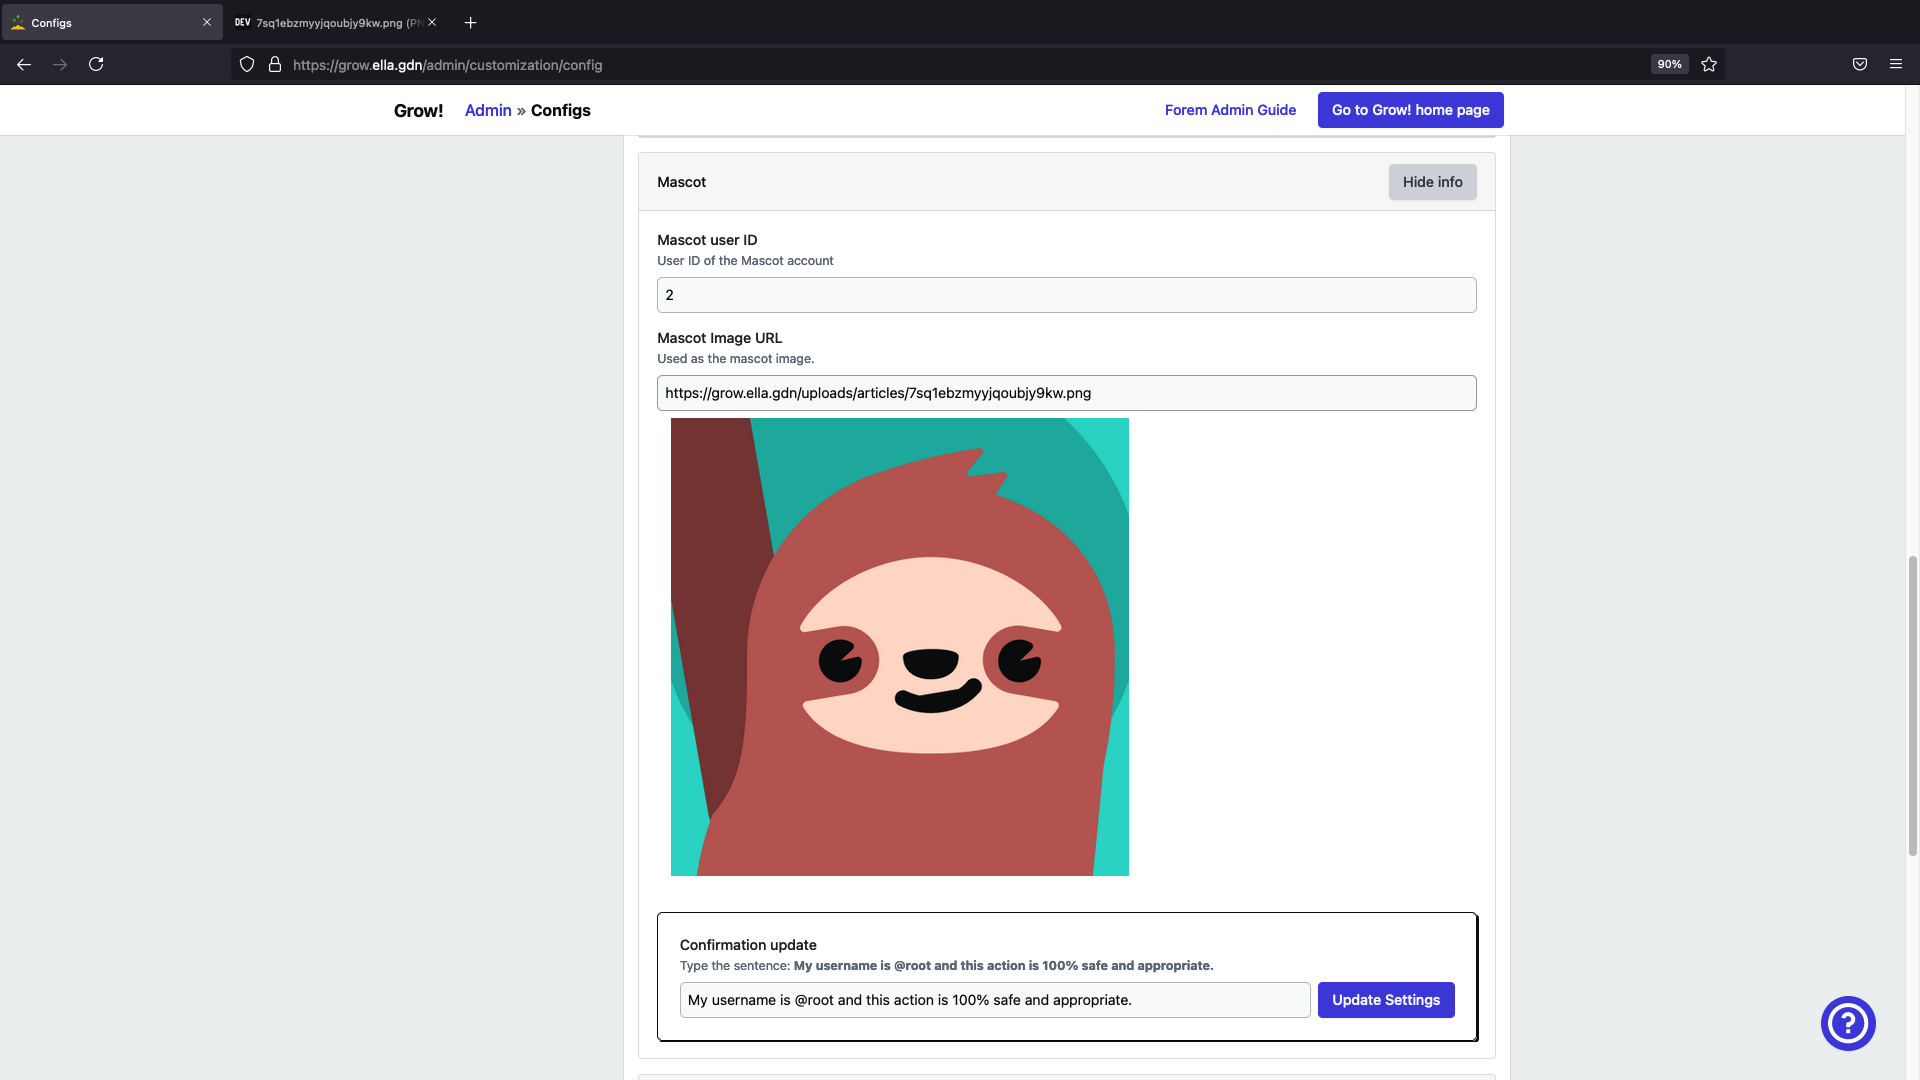 Configs
DEV 7sq1ebzmyyjqoubjy9kw.png (PN
https://grow.ella.gdn/admin/customization/config
90%
Grow! Admin » Configs
Forem Admin Guide
Go to Grow! home page
Mascot
Hide info
Mascot user ID
User ID of the Mascot account
2
Mascot Image URL
Used as the mascot image.
https://grow.ella.gdn/uploads/articles/7sq1ebzmyyjqoubjy9kw.png
Confirmation update
Type the sentence: My username is @root and this action is 100% safe and appropriate.
My username is @root and this action is 100% safe and appropriate.
Update Settings
?